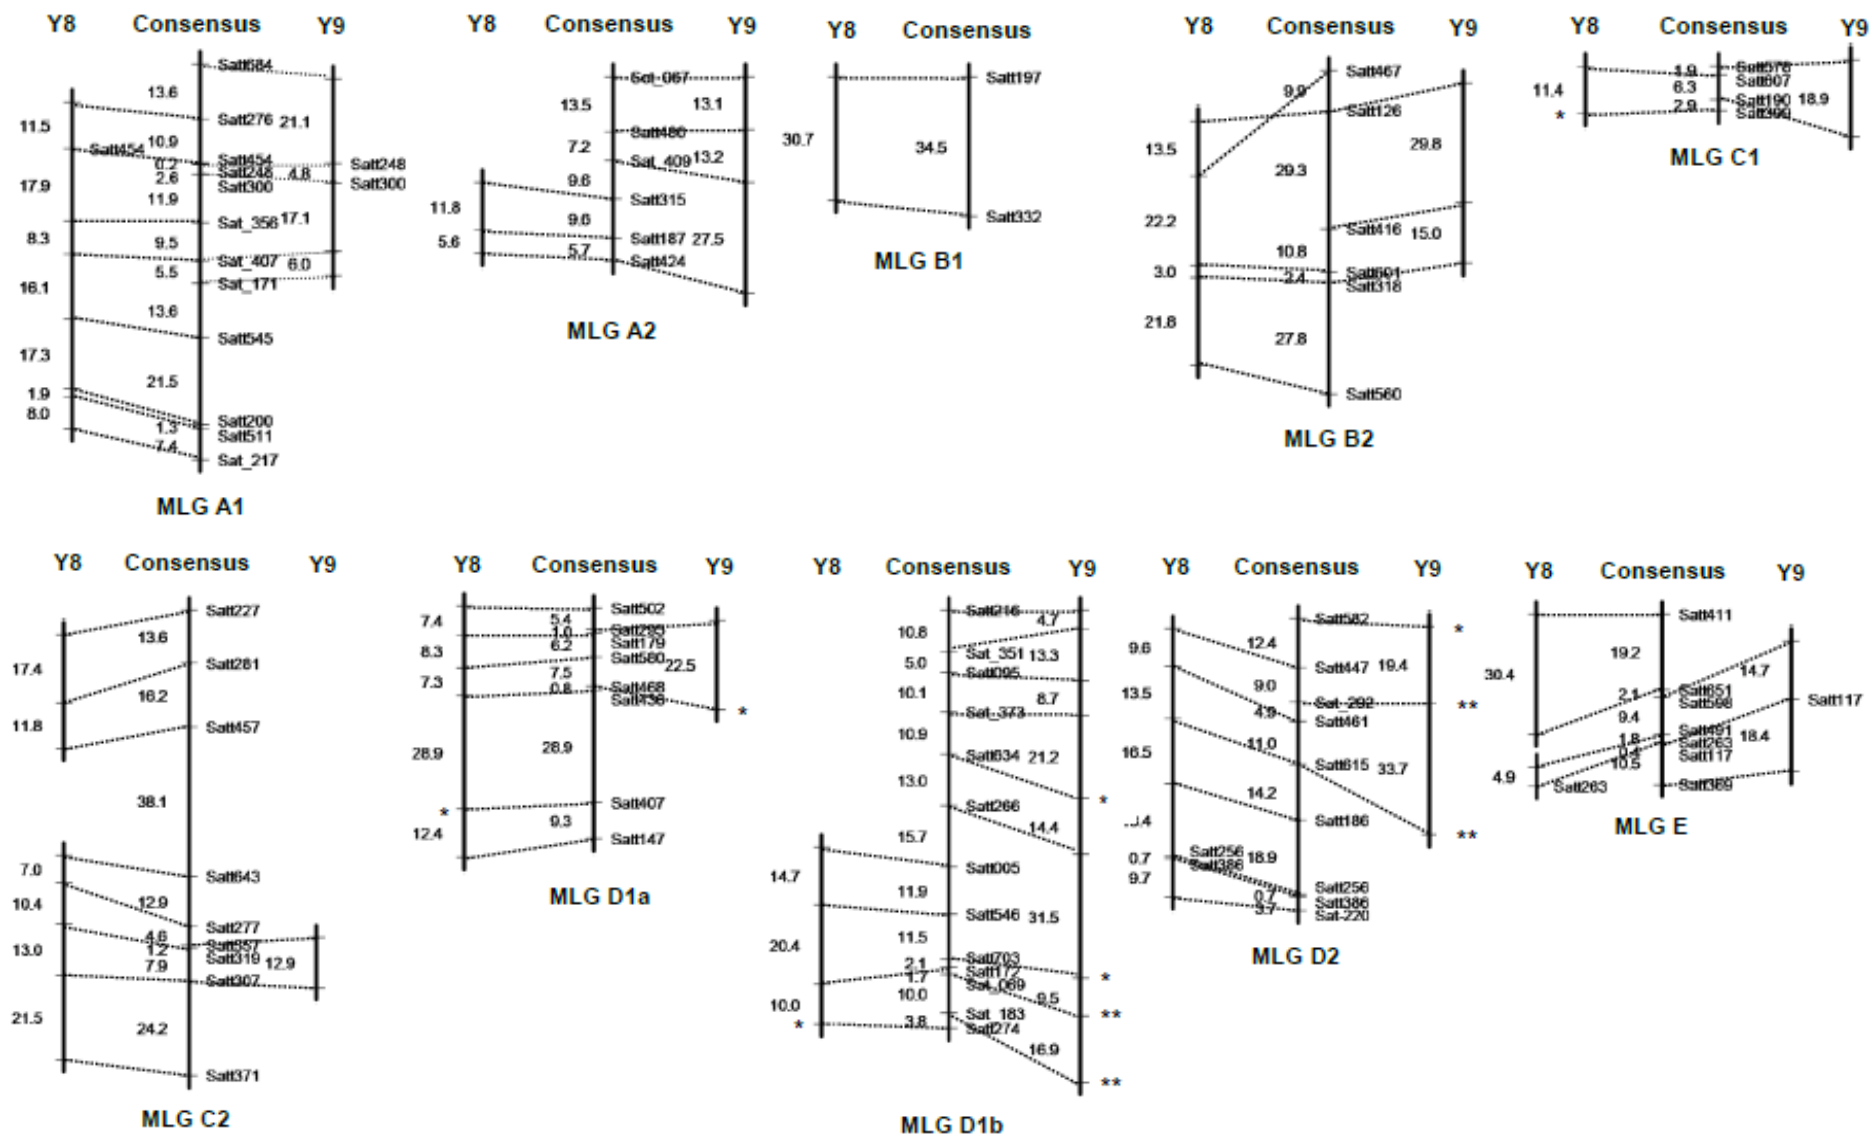 Y8 Consensus Y9
Satt684
13.6
11.5
Satt276 21.1
10.9
Satt454
Satt454
0.2
Satt248
Satt248
2.6
4.8
Satt300
Satt300
17.9
11.9
Sat_356 17.1
8.3
9.5
Sat_407
6.0
5.5
Sat_171
16.1
13.6
Satt545
17.3
21.5
1.9
Satt200
8.0
1.3
Satt511
7.4
Sat_217
MLG A1
Y8 Consensus Y9
Sat_067
13.5 13.1
Satt480
7.2
Sat_409 13.2
9.6
11.8
Satt315
9.6
5.6
Satt187 27.5
5.7
Satt424
MLG A2
Y8 Consensus
Satt197
30.7
34.5
Satt332
MLG B1
Y8 Consensus Y9
Satt467
9.9
Satt126
13.5
29.8
29.3
22.2
Satt416 15.0
10.8
3.0
Satt601
2.4
Satt318
21.8
27.8
Satt560
MLG B2
Y8 Consensus Y9
Satt578
1.9
Satt607
11.4
6.3
Satt190 18.9
2.9
Satt399
*
MLG C1
Y8 Consensus Y9
Satt227
13.6
17.4
Satt281
16.2
11.8
Satt457
38.1
7.0
Satt643
10.4
12.9
Satt277
4.6
Satt557
13.0
1.2
Satt319 12.9
7.9
Satt307
21.5
24.2
Satt371
MLG C2
Y8 Consensus Y9
Satt502
7.4
5.4
Satt295
1.0
Satt179
8.3
6.2
Satt580
22.5
7.3
7.5
Satt468
0.8
Satt436
*
28.9
28.9
Satt407
*
12.4
9.3
Satt147
MLG D1a
Y8 Consensus Y9
Satt216
4.7
10.8
Sat_351 13.3
5.0
Satt095
10.1
8.7
Sat_373
10.9
Satt634 21.2
13.0
*
Satt266
14.4
15.7
Satt005
14.7
11.9
Satt546 31.5
20.4
11.5
Satt703
2.1
Satt172
*
1.7
Sat_069
10.0
10.0
9.5
Sat_183
**
*
3.8
Satt274
16.9
**
MLG D1b
Y8 Consensus Y9
Satt582
*
9.6
12.4
Satt447 19.4
9.0
13.5
Sat_292
**
4.9
Satt461
16.5
11.0
Satt615 33.7
14.2
.4
Satt186
**
0.7
Satt256
18.9
Satt386
9.7
Satt256
0.7
Satt386
3.7
Sat-220
MLG D2
Y8 Consensus Y9
Satt411
30.4
19.2
14.7
2.1
Satt651
Satt598
Satt117
9.4
Satt491
1.8
18.4
Satt263
0.4
Satt117
10.5
4.9
Satt263
Satt369
MLG E